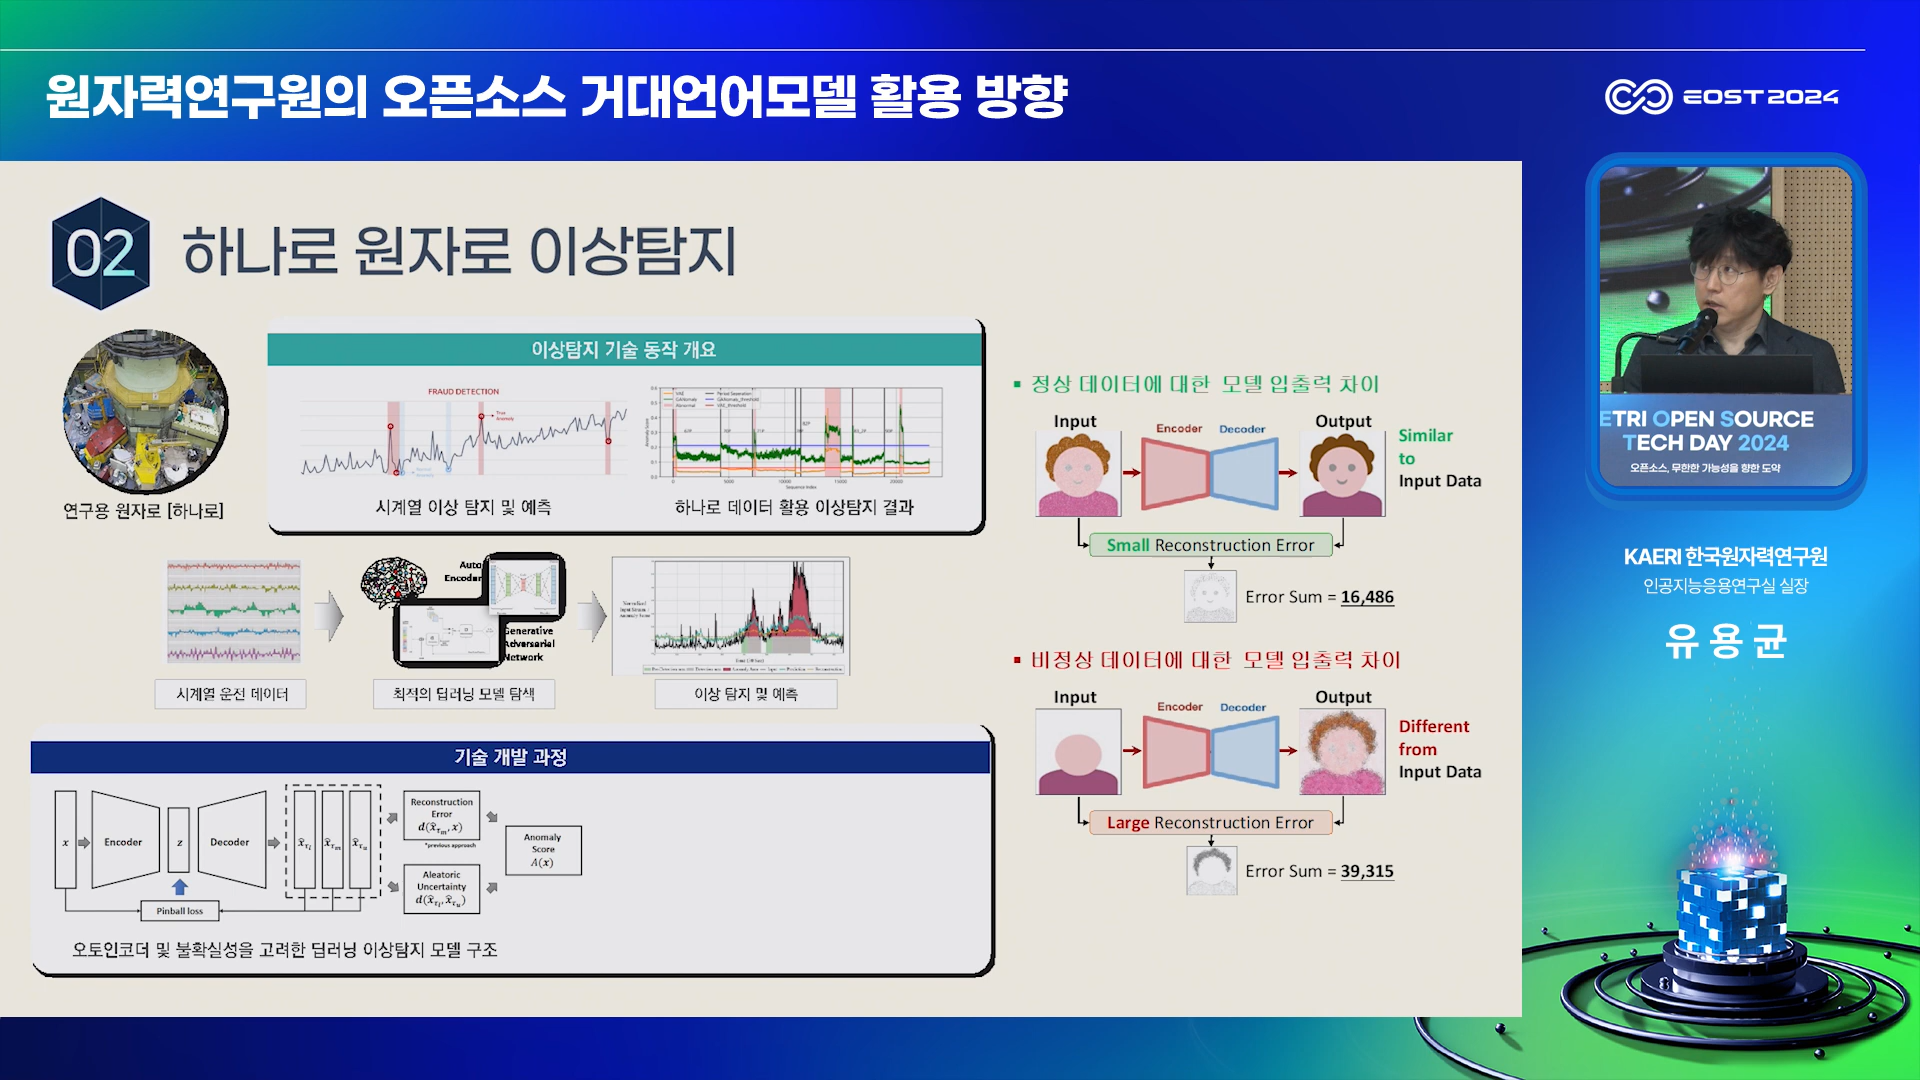 원자력연구원의 오픈소스 거대언어모델 활용 방향
EOST 2024
02
하나로 원자로 이상탐지
연구용 원자로 [하나로]
이상탐지 기술 동작 개요
FRAUD DETECTION
True
Anomaly
시계열 이상 탐지 및 예측
Sequence Index
하나로 데이터 활용 이상탐지 결과
시계열 운전 데이터
Auto
Encoder
Generative
Adversarial
Network
최적의 딥러닝 모델 탐색
이상 탐지 및 예측
기술 개발 과정
x
Encoder
z
Decoder
Pinball loss
Reconstruction
Error
*previous approach
Aleatoric
Uncertainty
Anomaly
Score
A(x)
오토인코더 및 불확실성을 고려한 딥러닝 이상탐지 모델 구조
▪ 정상 데이터에 대한 모델 입출력 차이
Input
Encoder
Decoder
Output
Similar
to
Input Data
Small Reconstruction Error
Error Sum = 16,486
▪ 비정상 데이터에 대한 모델 입출력 차이
Input
Encoder
Decoder
Output
Different
from
Input Data
Large Reconstruction Error
Error Sum = 39,315
ETRI OPEN SOURCE
TECH DAY 2024
오픈소스, 무한한 가능성을 향한 도약
KAERI 한국원자력연구원
인공지능응용연구실 실장
유용균